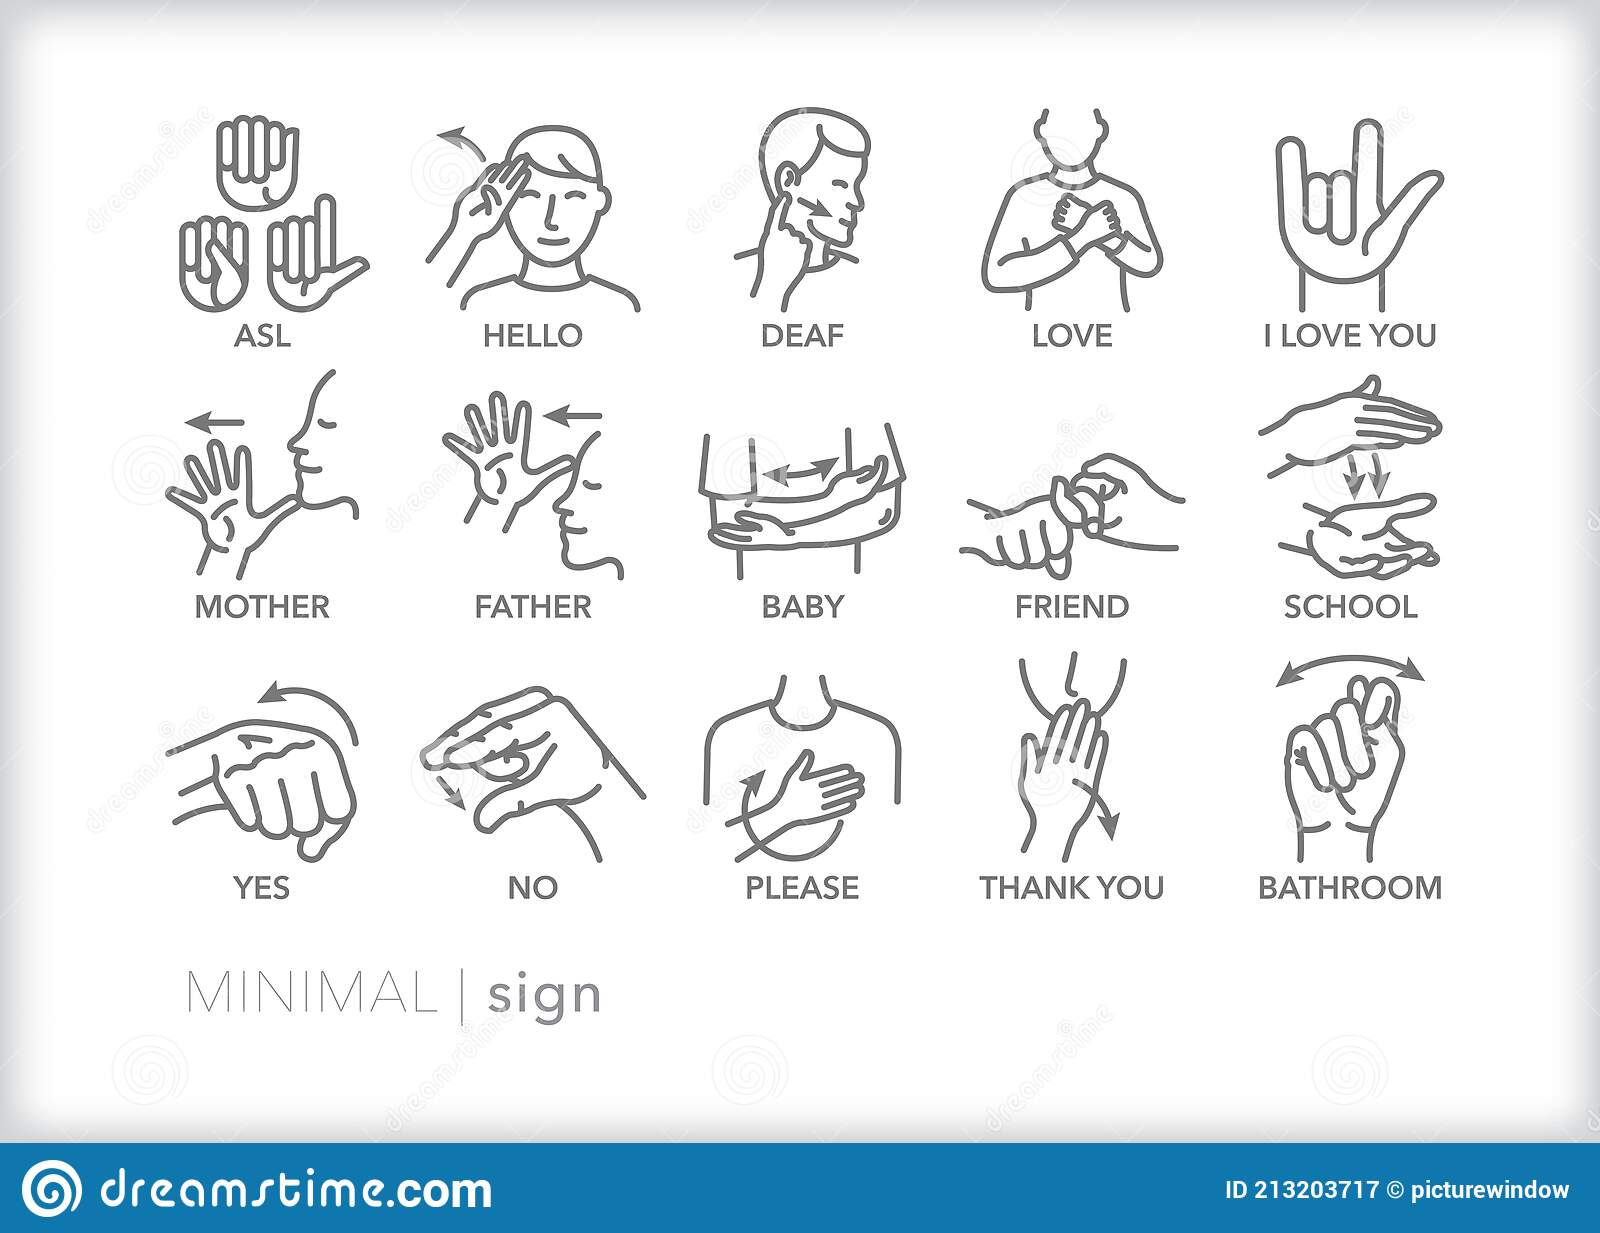 ASL HELLO DEAF LOVE I LOVE YOU
MOTHER FATHER BABY FRIEND SCHOOL
YES NO PLEASE THANK YOU BATHROOM
MINIMAL | sign
dreamstime.com ID 213203717 © picturewindow